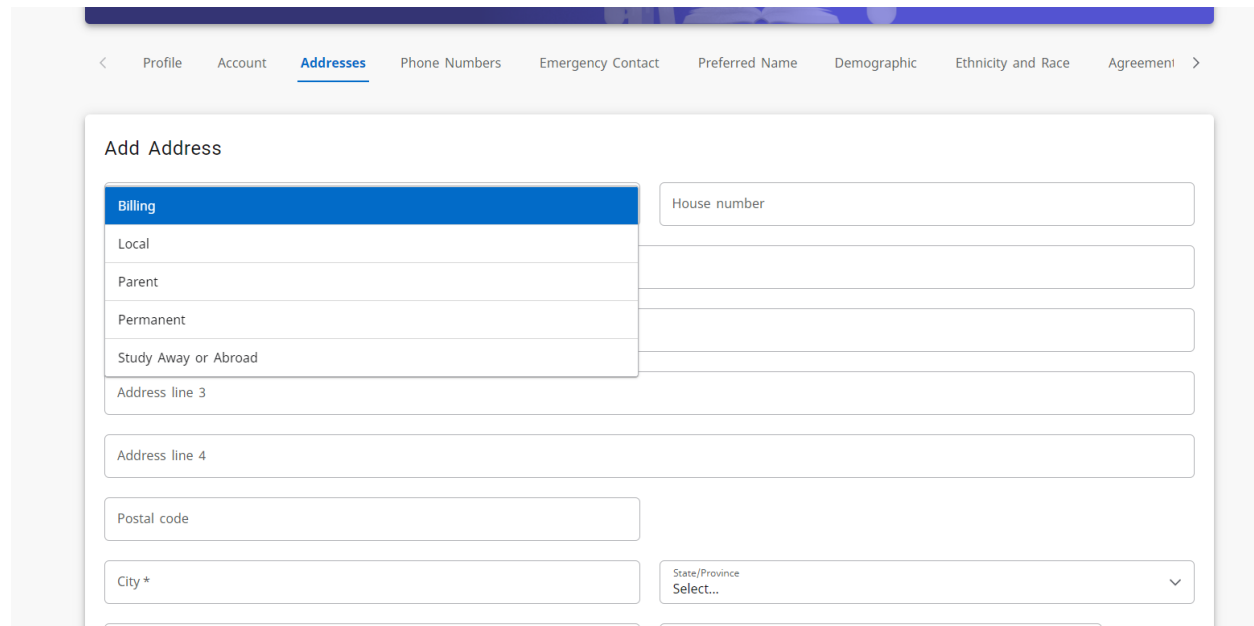 Profile Account Addresses Phone Numbers Emergency Contact Preferred Name Demographic Ethnicity and Race Agreement
Add Address
Billing
House number
Local
Parent
Permanent
Study Away or Abroad
Address line 3
Address line 4
Postal code
City *
State/Province
Select...